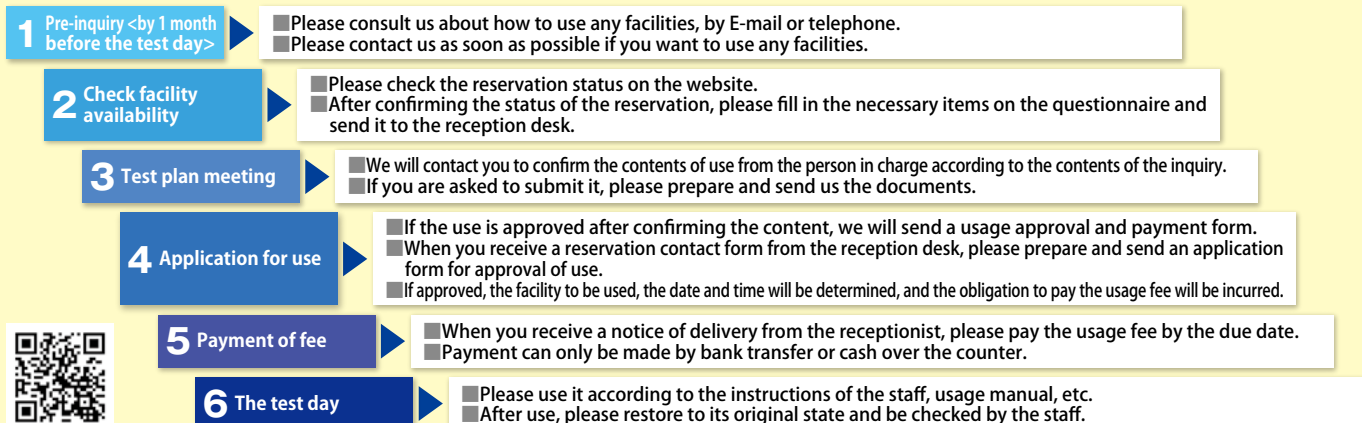 1 Pre-inquiry <by 1 month
before the test day>
■Please consult us about how to use any facilities, by E-mail or telephone.
■Please contact us as soon as possible if you want to use any facilities.
2 Check facility
availability
■Please check the reservation status on the website.
■After confirming the status of the reservation, please fill in the necessary items on the questionnaire and
send it to the reception desk.
3 Test plan meeting
■We will contact you to confirm the contents of use from the person in charge according to the contents of the inquiry.
■If you are asked to submit it, please prepare and send us the documents.
4 Application for use
■If the use is approved after confirming the content, we will send a usage approval and payment form.
■When you receive a reservation contact form from the reception desk, please prepare and send an application
form for approval of use.
■If approved, the facility to be used, the date and time will be determined, and the obligation to pay the usage fee will be incurred.
5 Payment of fee
■When you receive a notice of delivery from the receptionist, please pay the usage fee by the due date.
■Payment can only be made by bank transfer or cash over the counter.
6 The test day
■Please use it according to the instructions of the staff, usage manual, etc.
■After use, please restore to its original state and be checked by the staff.